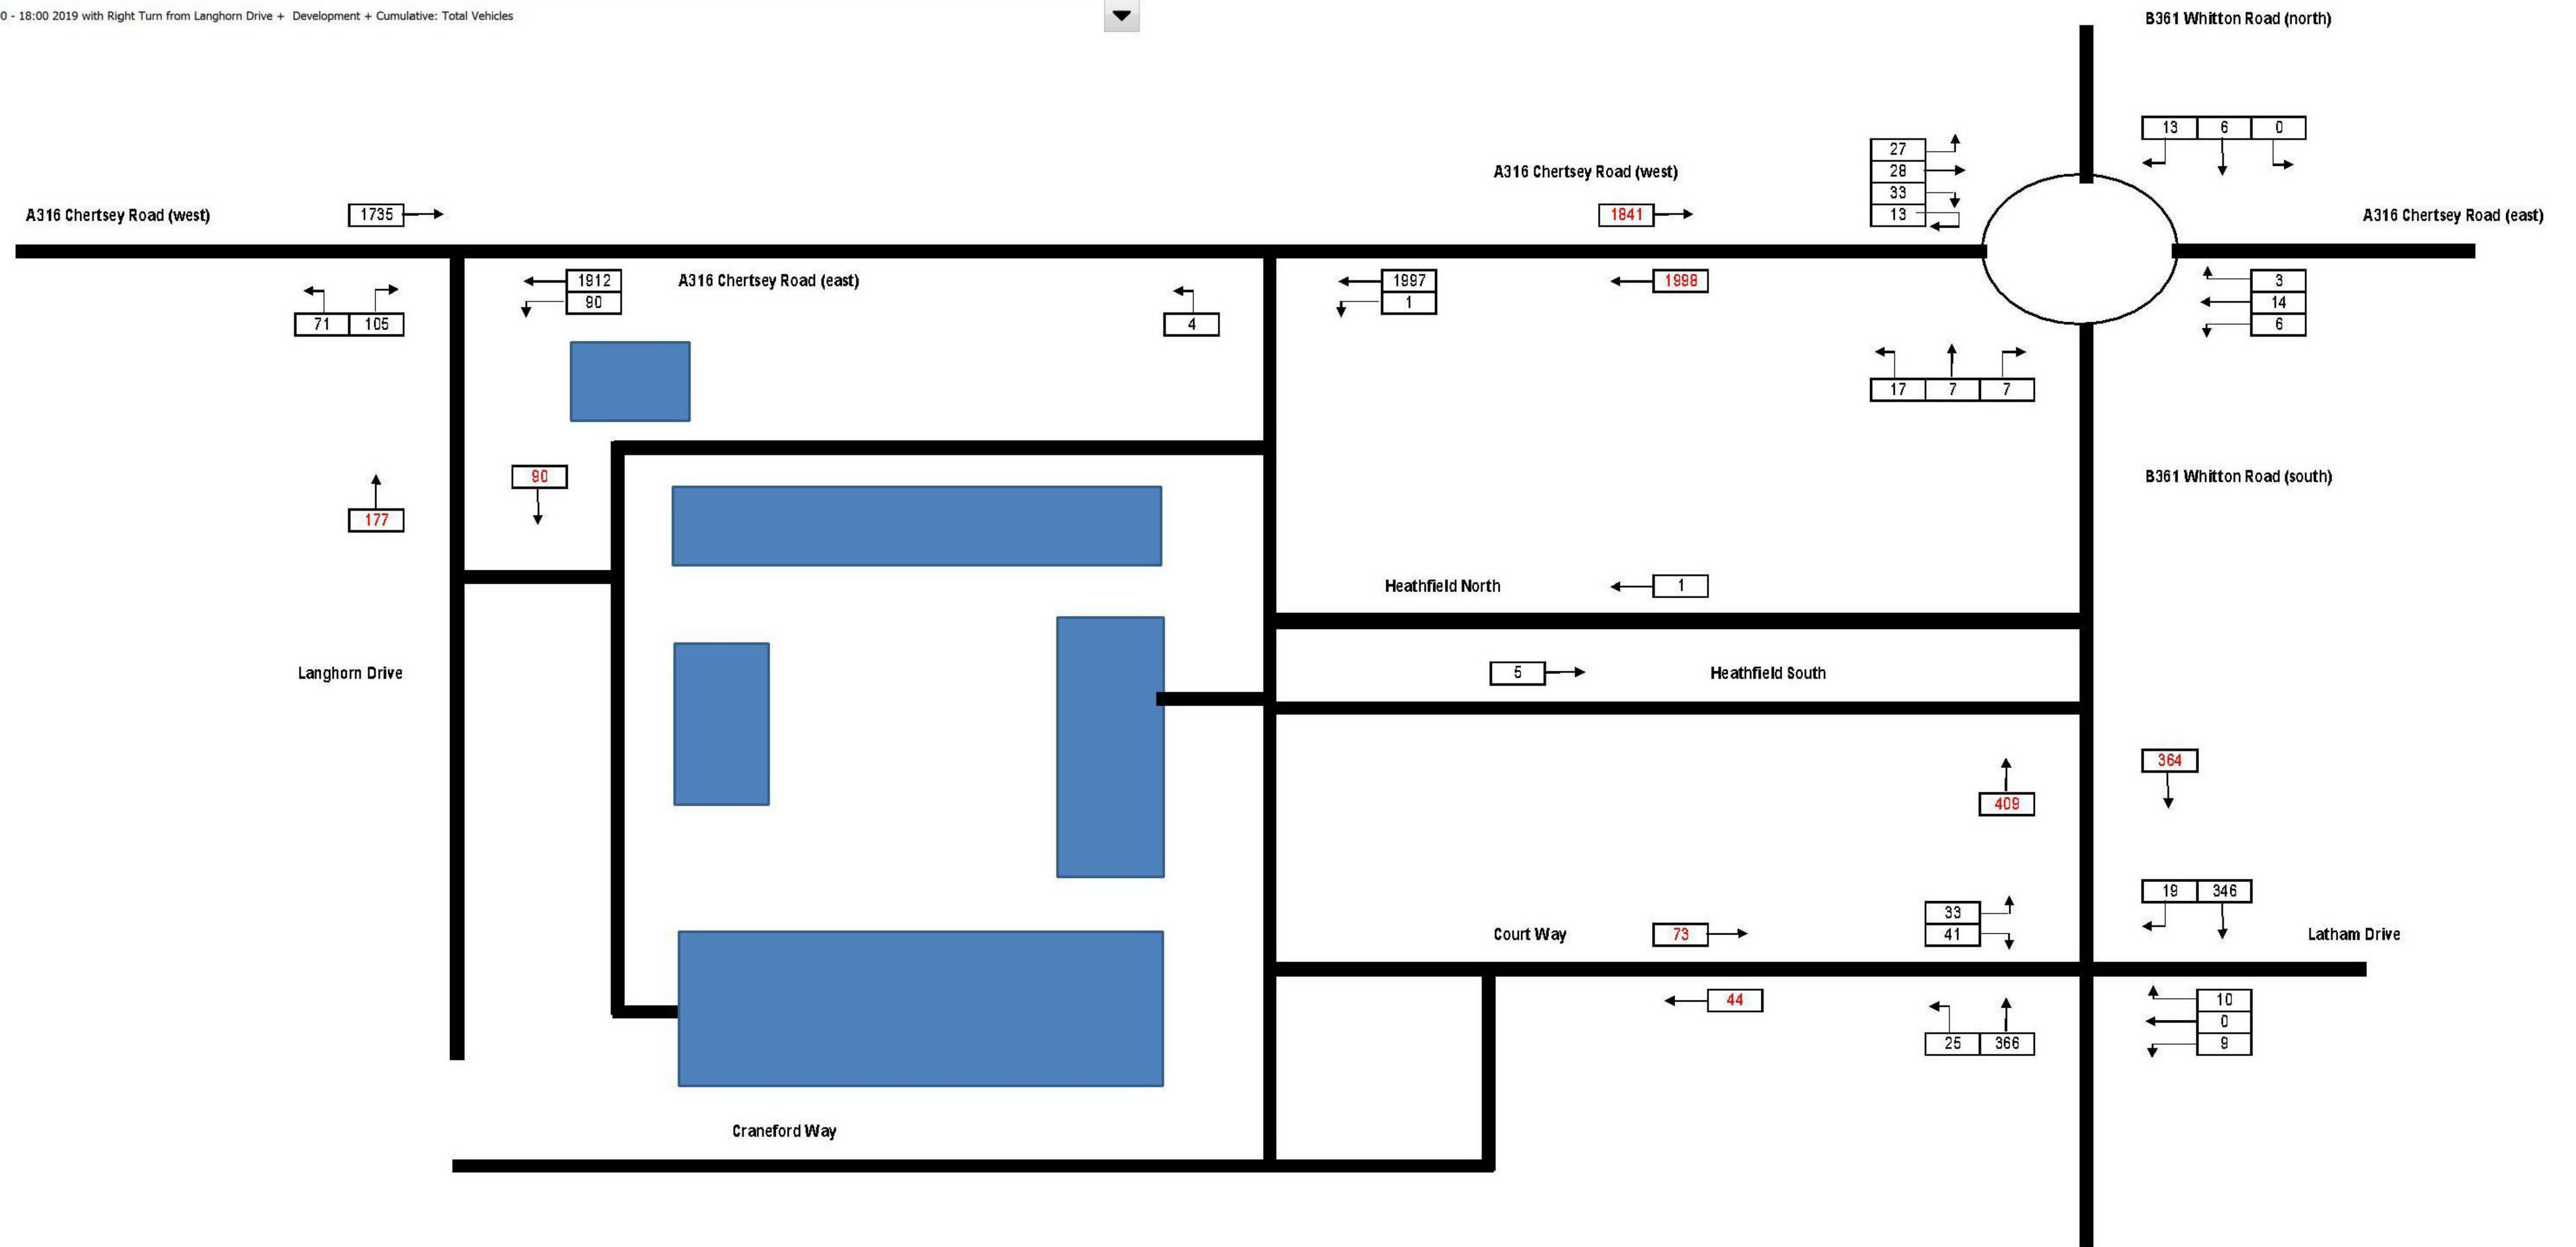 0 - 18:00 2019 with Right Turn from Langhorn Drive + Development + Cumulative: Total Vehicles
B361 Whitton Road (north)
13 6 0
27
28
33
13
A316 Chertsey Road (west)
A316 Chertsey Road (west)
1735
1841
A316 Chertsey Road (east)
1912
90
A316 Chertsey Road (east)
1997
1
1998
3
14
6
71 105
4
17 7 7
90
177
B361 Whitton Road (south)
Heathfield North
1
Langhorn Drive
5
Heathfield South
364
409
19 346
33
41
Court Way
73
Latham Drive
44
10
0
9
25 366
Craneford Way